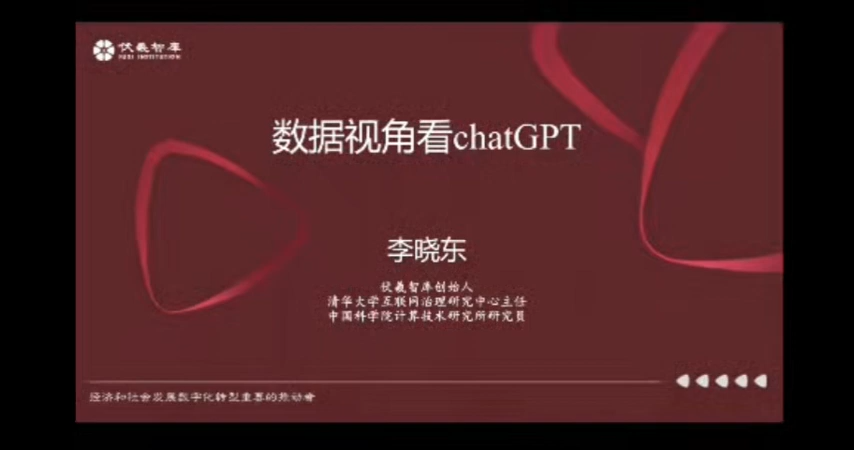 伏羲智库
FUXI INSTITUTION
数据视角看chatGPT
李晓东
伏羲智库创始人
清华大学互联网治理研究中心主任
中国科学院计算技术研究所研究员
经济和社会发展数字化转型重要的推动者